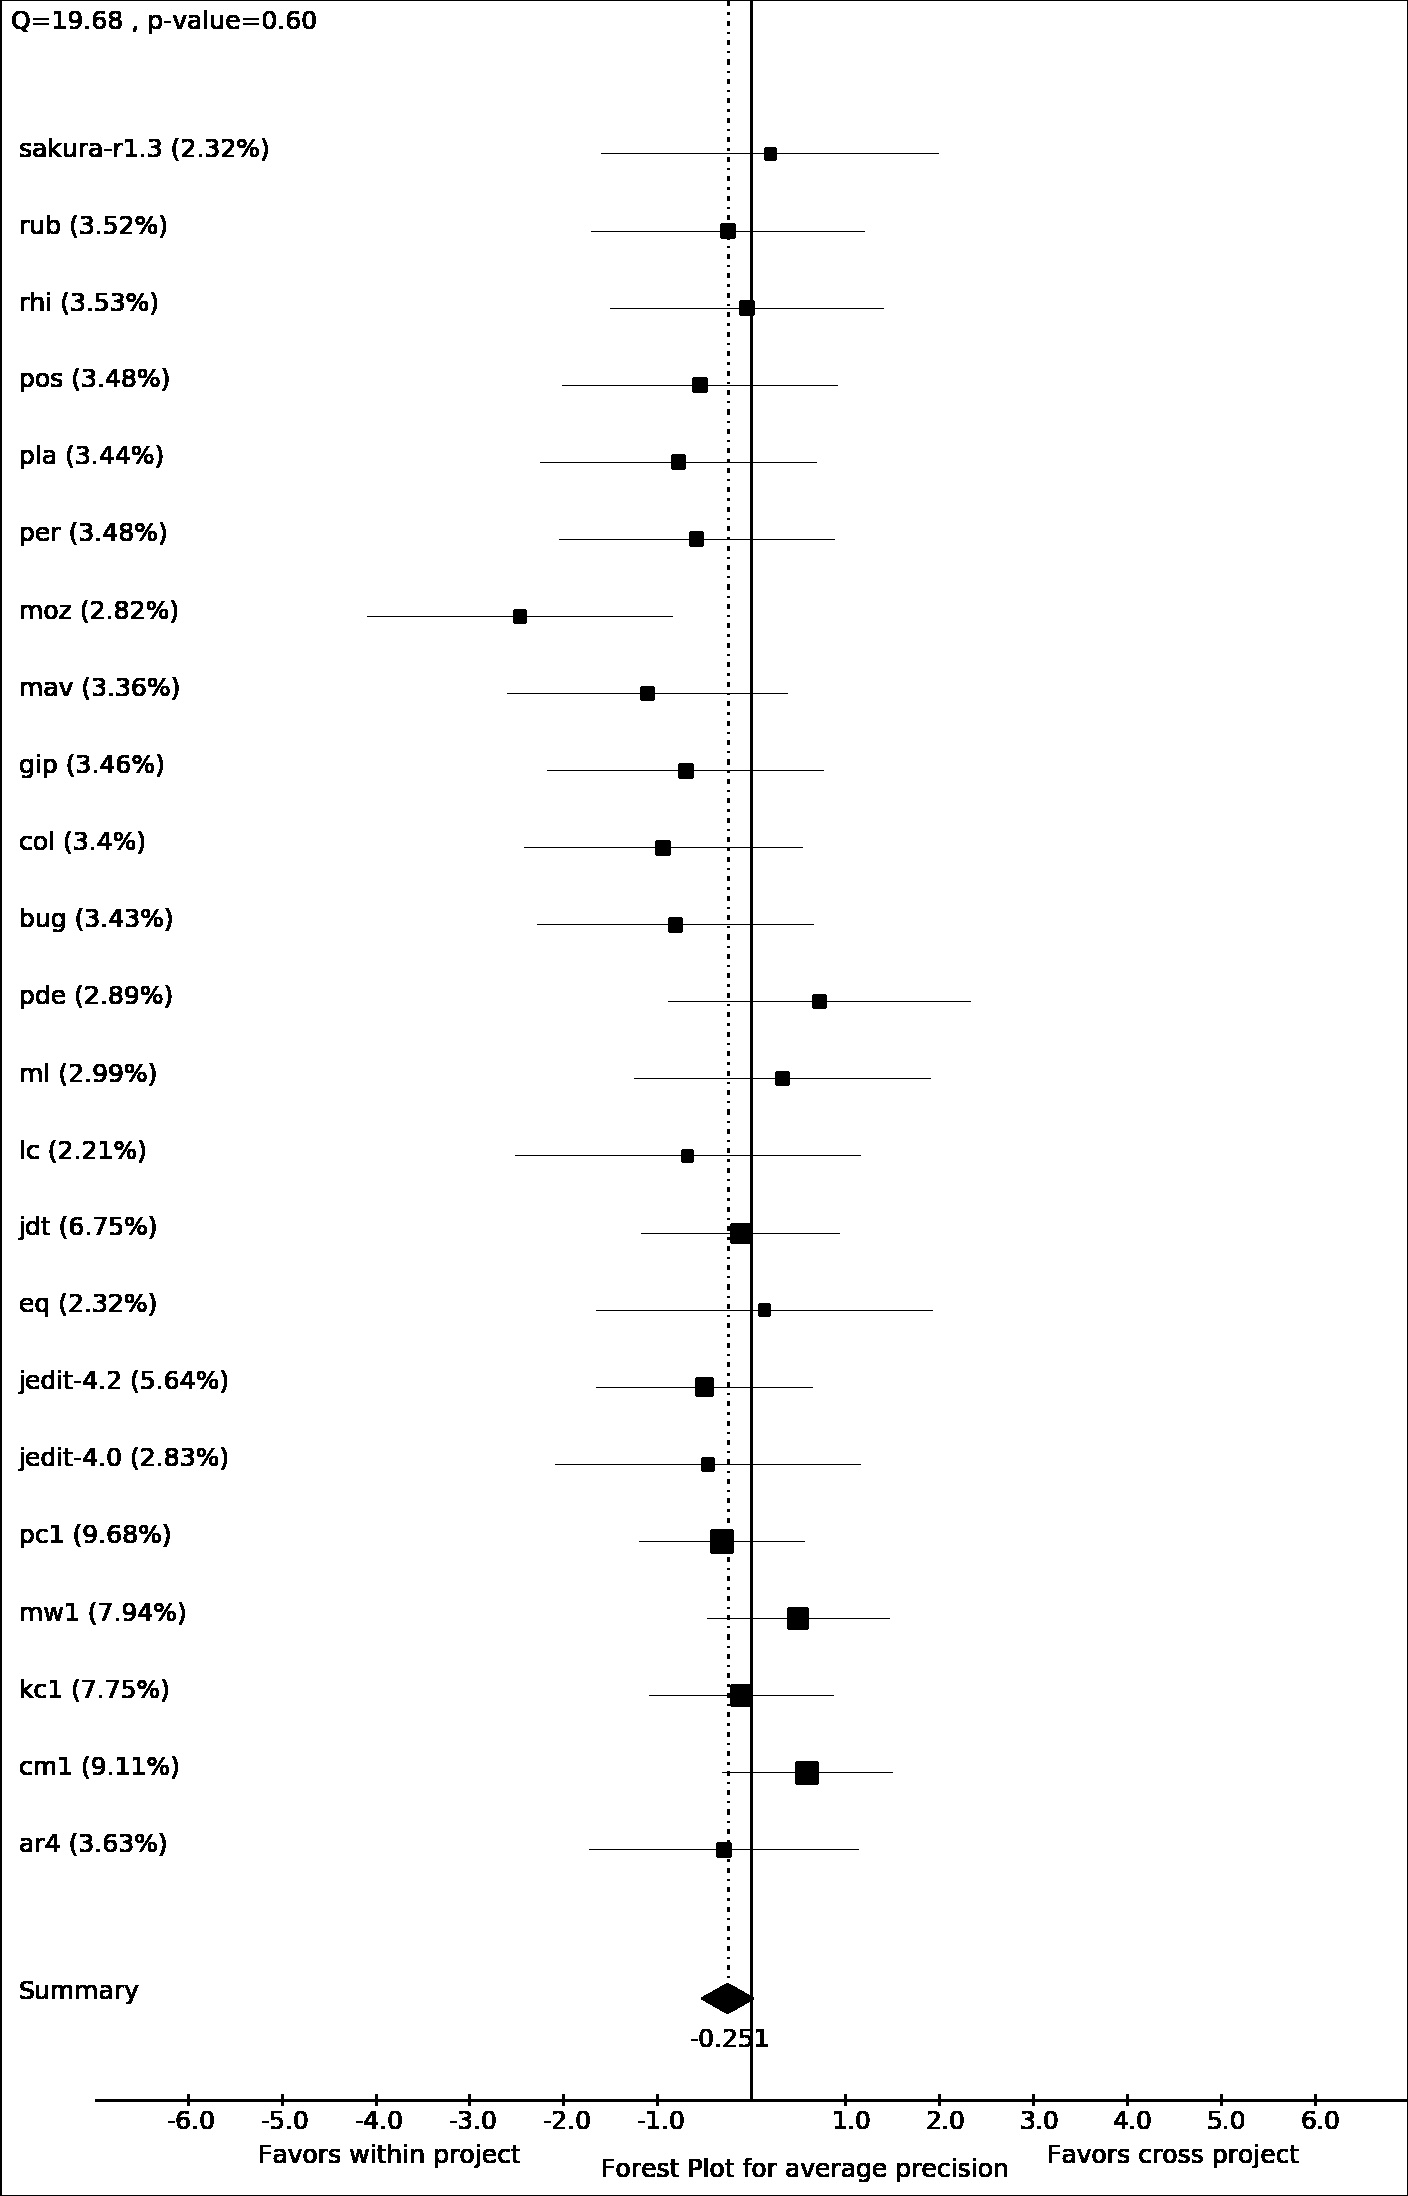 Q=19.68 , p-value=0.60
sakura-r1.3 (2.32%)
rub (3.52%)
rhi (3.53%)
pos (3.48%)
pla (3.44%)
per (3.48%)
moz (2.82%)
mav (3.36%)
gip (3.46%)
col (3.4%)
bug (3.43%)
pde (2.89%)
ml (2.99%)
lc (2.21%)
jdt (6.75%)
eq (2.32%)
jedit-4.2 (5.64%)
jedit-4.0 (2.83%)
pc1 (9.68%)
mw1 (7.94%)
kc1 (7.75%)
cm1 (9.11%)
ar4 (3.63%)
Summary
-0.251
-6.0 -5.0 -4.0 -3.0 -2.0 -1.0 1.0 2.0 3.0 4.0 5.0 6.0
Favors within project Favors cross project
Forest Plot for average precision